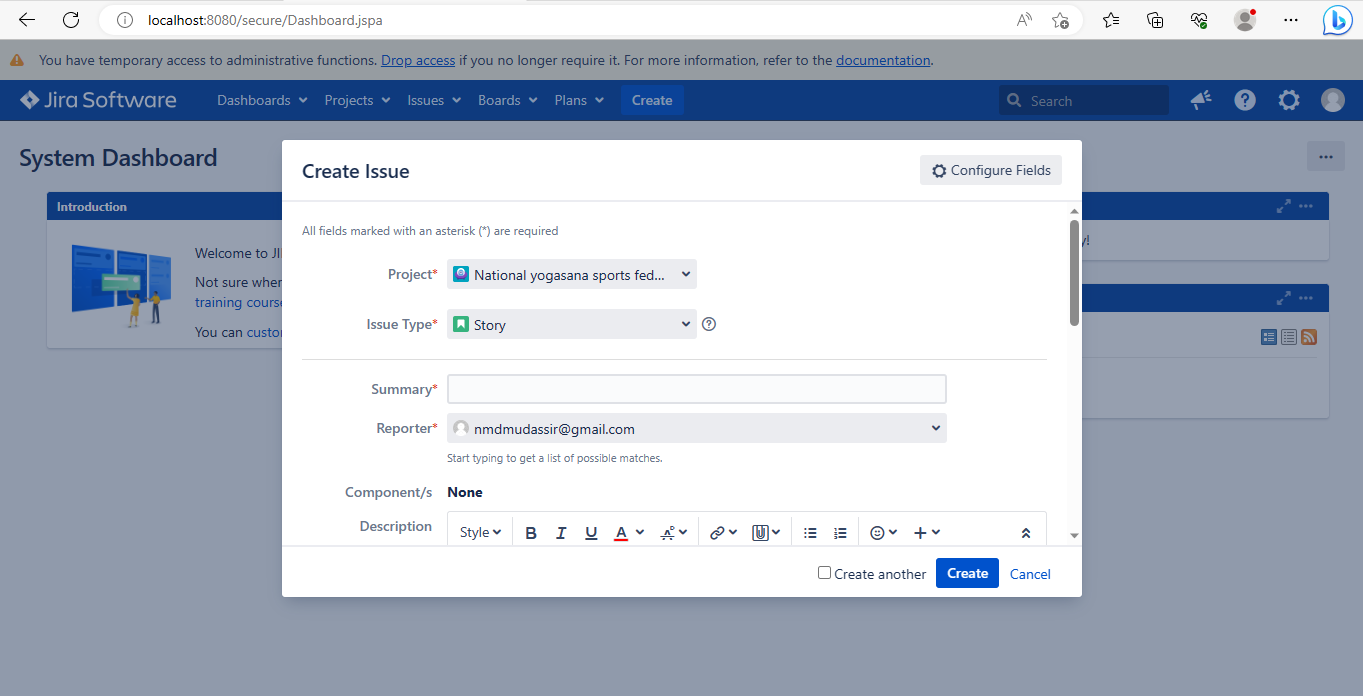 localhost:8080/secure/Dashboard.jspa
You have temporary access to administrative functions. Drop access if you no longer require it. For more information, refer to the documentation.
Jira Software Dashboards Projects Issues Boards Plans Create Search
System Dashboard
Introduction
Welcome to
Not sure
training
You can
Create Issue
Configure Fields
All fields marked with an asterisk (*) are required
Project* National yogasana sports fed...
Issue Type* Story
Summary*
Reporter* nmdmudassir@gmail.com
Start typing to get a list of possible matches.
Component/s None
Description Style B I U A
Create another Create Cancel